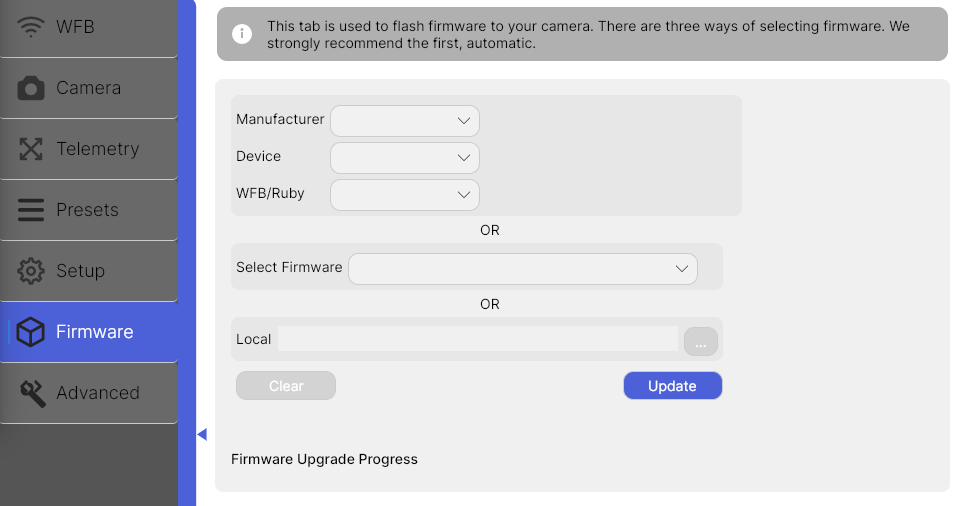 WFB
Camera
Telemetry
Presets
Setup
Firmware
Advanced
This tab is used to flash firmware to your camera. There are three ways of selecting firmware. We
strongly recommend the first, automatic.
Manufacturer
Device
WFB/Ruby
OR
Select Firmware
OR
Local
...
Clear
Update
Firmware Upgrade Progress